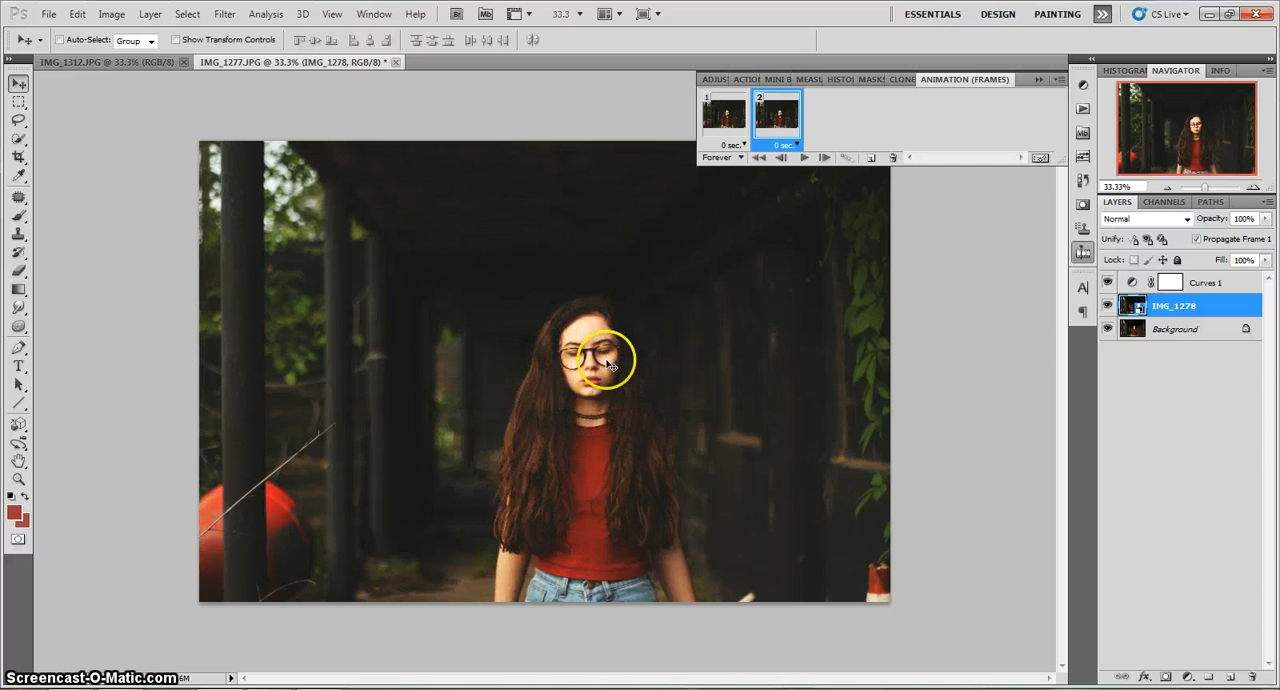 Ps File Edit Image Layer Select Filter Analysis 3D View Window Help Br Mb 33.3 ESSENTIALS DESIGN PAINTING CS Live
Auto-Select: Group Show Transform Controls
IMG_1312.JPG @ 33.3% (RGB/8) IMG_1277.JPG @ 33.3% (IMG_1278, RGB/8) *
ADJUS ACTIO MINI B MEASU HISTO MASKS CLONE ANIMATION (FRAMES)
HISTOGRAI NAVIGATOR INFO
1 2
0 sec. 0 sec.
Forever
33.33%
LAYERS CHANNELS PATHS
Normal Opacity: 100%
Unify: Propagate Frame 1
Lock: Fill: 100%
Curves 1
IMG_1278
Background
Screencast-O-Matic.com